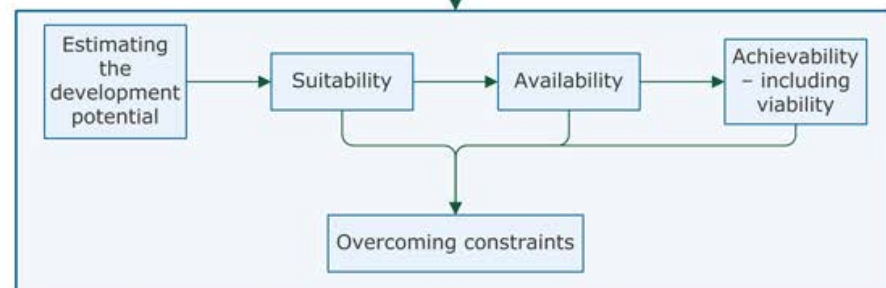 Estimating
the
development
potential
Suitability
Availability
Achievability
– including
viability
Overcoming constraints